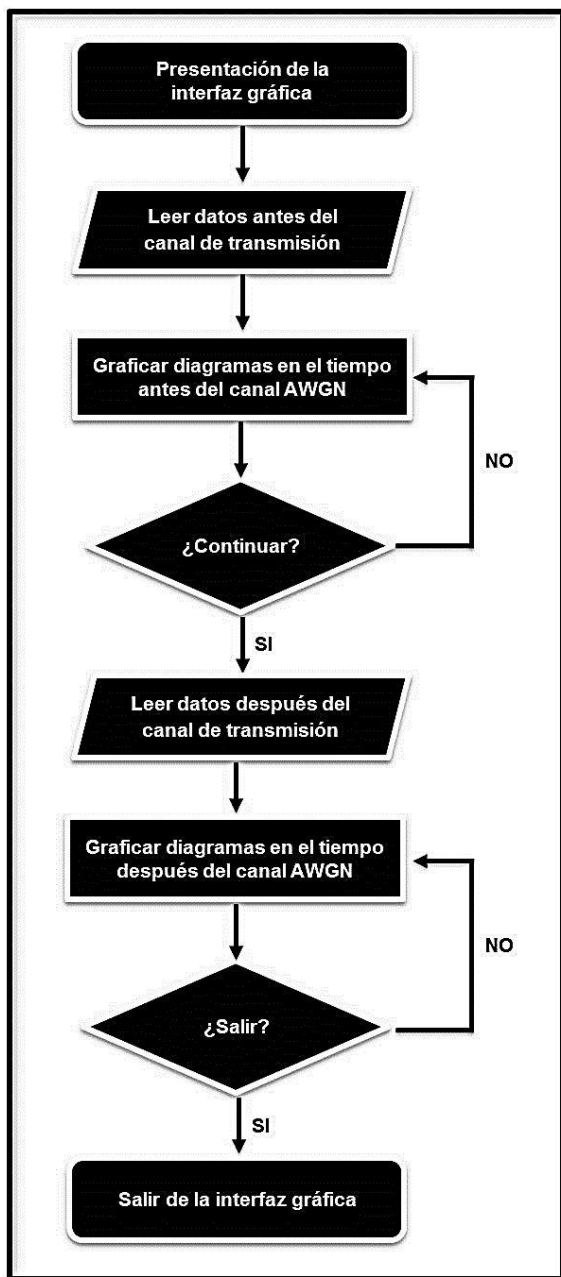 Presentación de la
interfaz gráfica
Leer datos antes del
canal de transmisión
Graficar diagramas en el tiempo
antes del canal AWGN
NO
¿Continuar?
SI
Leer datos después del
canal de transmisión
Graficar diagramas en el tiempo
después del canal AWGN
NO
¿Salir?
SI
Salir de la interfaz gráfica